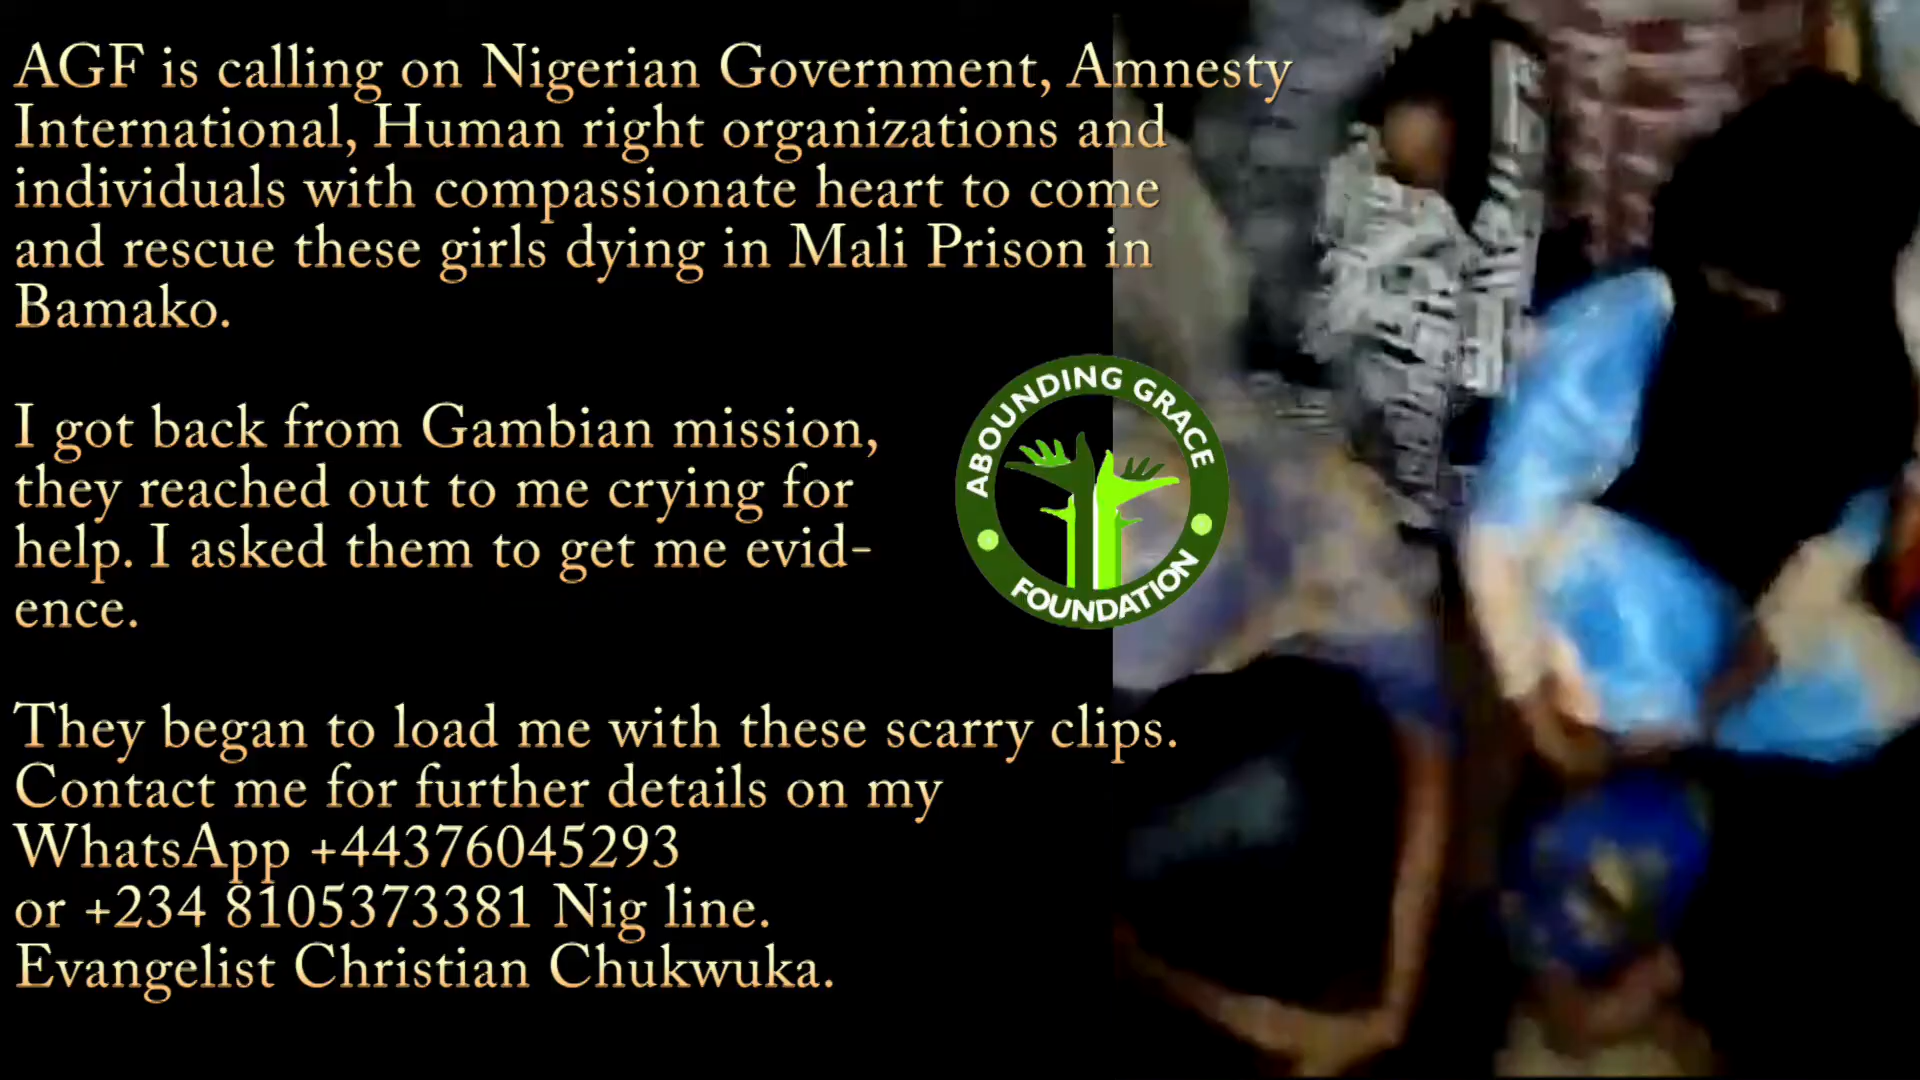 AGF is calling on Nigerian Government, Amnesty
International, Human right organizations and
individuals with compassionate heart to come
and rescue these girls dying in Mali Prison in
Bamako.
I got back from Gambian mission,
they reached out to me crying for
help. I asked them to get me evid-
ence.
ABOUNDING GRACE
FOUNDATION
They began to load me with these scarry clips.
Contact me for further details on my
WhatsApp +44376045293
or +234 8105373381 Nig line.
Evangelist Christian Chukwuka.